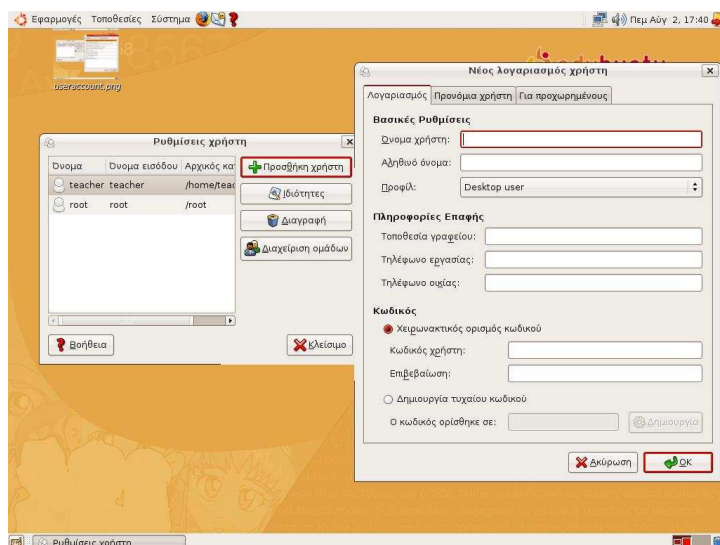 Εφαρμογές Τοποθεσίες Σύστημα
Πεμ Αύγ 2, 17:40
useraccount.png
Ρυθμίσεις χρήστη
Όνομα Όνομα εισόδου Αρχικός κα
teacher teacher /home/teac
root root /root
Προσθήκη χρήστη
Ιδιότητες
Διαγραφή
Διαχείριση ομάδων
Βοήθεια
Κλείσιμο
Νέος λογαριασμός χρήστη
Λογαριασμός Προνόμια χρήστη Για προχωρημένους
Βασικές Ρυθμίσεις
Όνομα χρήστη:
Αληθινό όνομα:
Προφίλ: Desktop user
Πληροφορίες Επαφής
Τοποθεσία γραφείου:
Τηλέφωνο εργασίας:
Τηλέφωνο οικίας:
Κωδικός
Χειρωνακτικός ορισμός κωδικού
Κωδικός χρήστη:
Επιβεβαίωση:
Δημιουργία τυχαίου κωδικού
Ο κωδικός ορίσθηκε σε: Δημιουργία
Ακύρωση OK
Ρυθμίσεις χρήστη